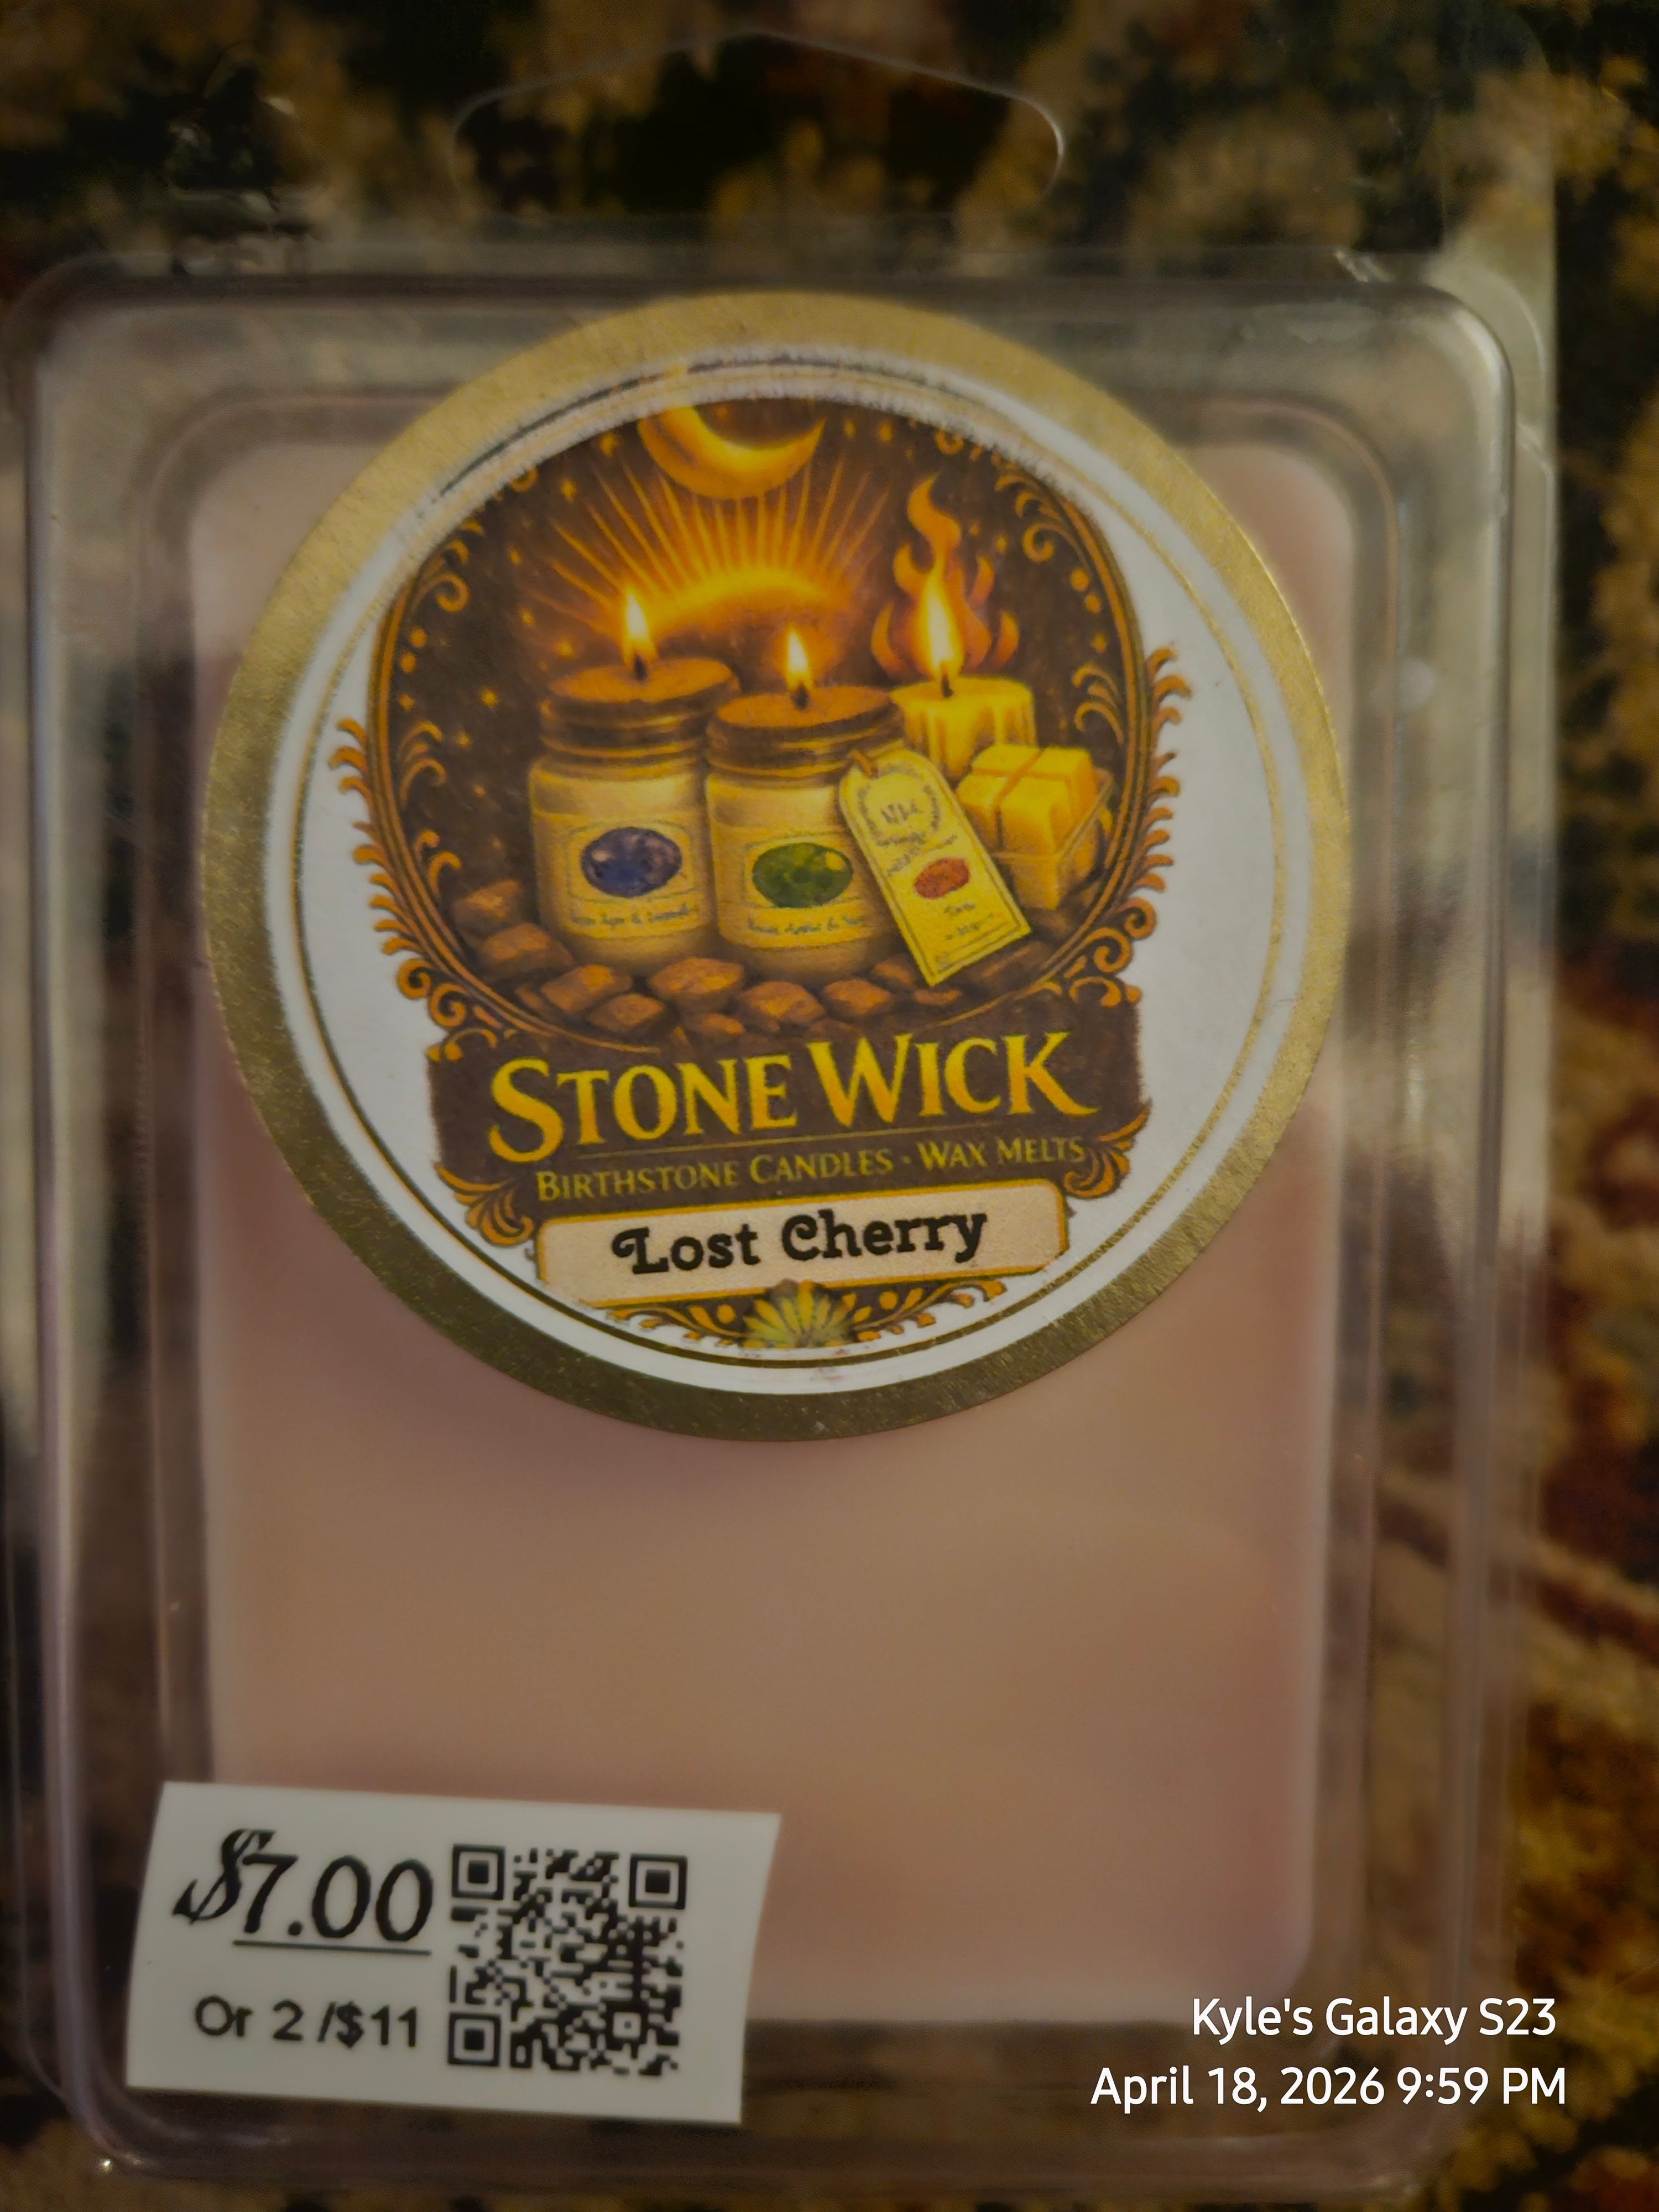 STONE WICK
BIRTHSTONE CANDLES · WAX MELTS
Lost Cherry
$7.00
Or 2 /$11
Kyle's Galaxy S23
April 18, 2026 9:59 PM